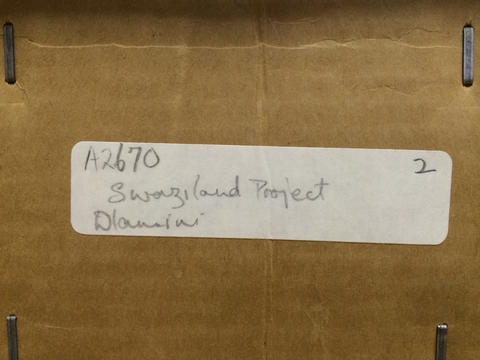 A2670 2
Swaziland Project
Dlamini